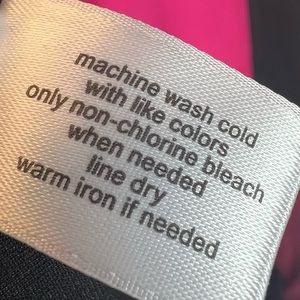 machine wash cold
with like colors
only non-chlorine bleach
when needed
line dry
warm iron if needed